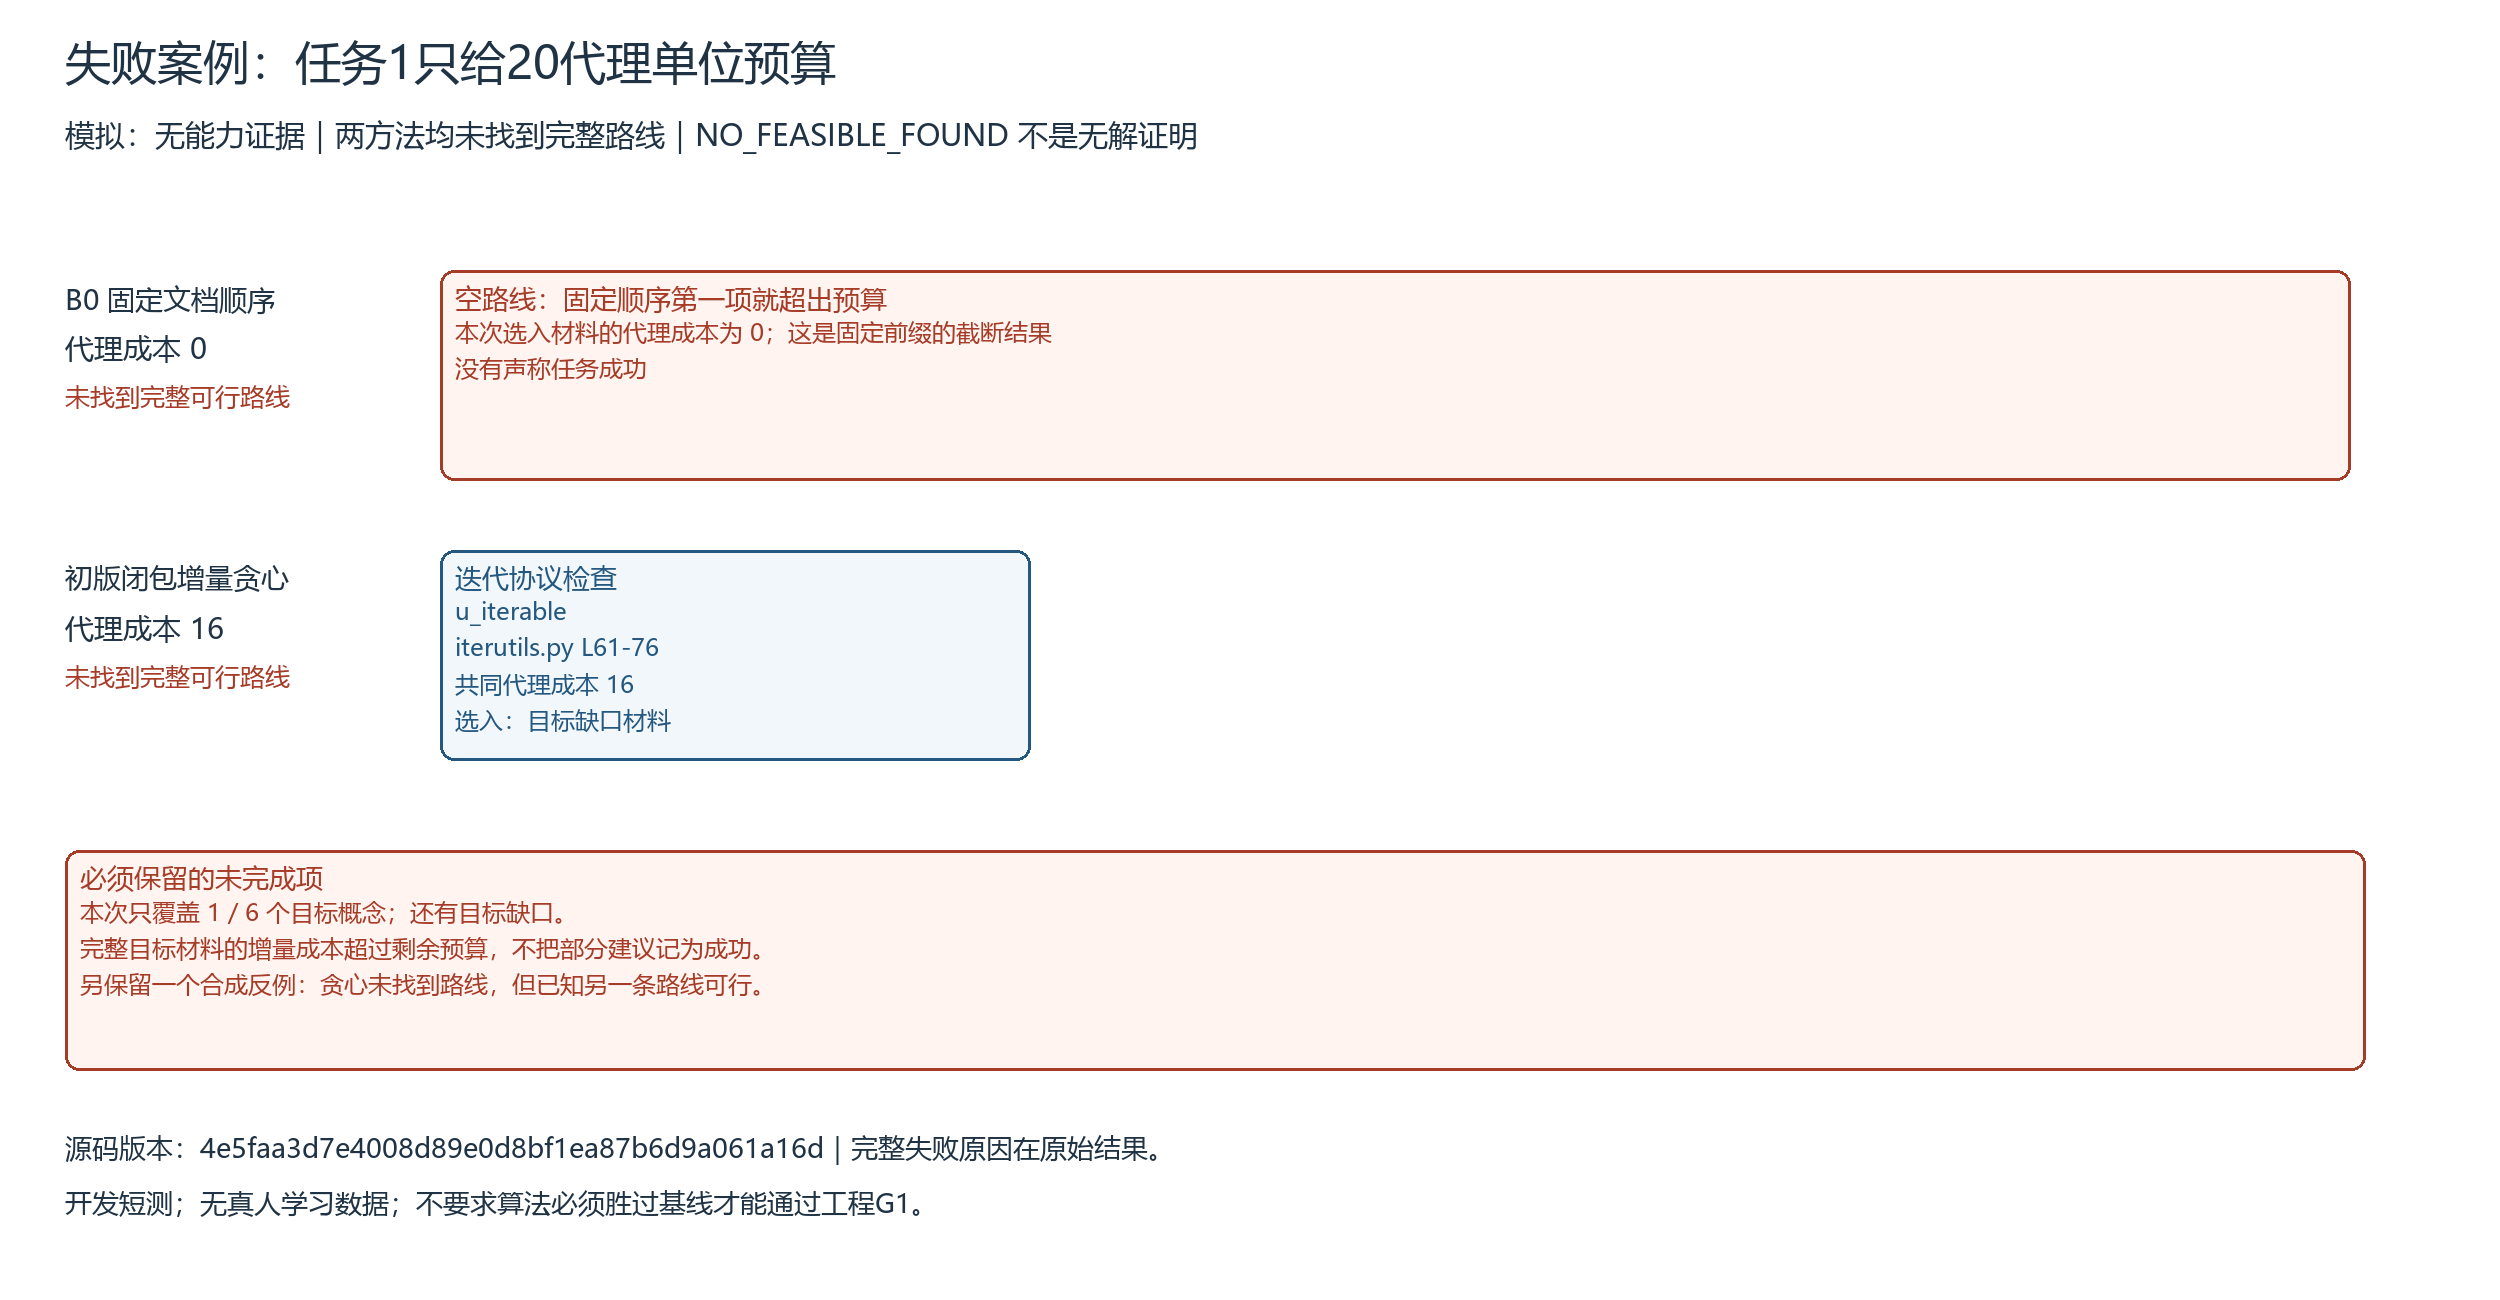 失败案例：任务1只给20代理单位预算
模拟：无能力证据 | 两方法均未找到完整路线 | NO_FEASIBLE_FOUND 不是无解证明
B0 固定文档顺序
代理成本 0
未找到完整可行路线
空路线：固定顺序第一项就超出预算
本次选入材料的代理成本为 0；这是固定前缀的截断结果
没有声称任务成功
初版闭包增量贪心
代理成本 16
未找到完整可行路线
迭代协议检查
u_iterable
iterutils.py L61-76
共同代理成本 16
选入：目标缺口材料
必须保留的未完成项
本次只覆盖 1 / 6 个目标概念；还有目标缺口。
完整目标材料的增量成本超过剩余预算，不把部分建议记为成功。
另保留一个合成反例：贪心未找到路线，但已知另一条路线可行。
源码版本：4e5faa3d7e4008d89e0d8bf1ea87b6d9a061a16d | 完整失败原因在原始结果。
开发短测；无真人学习数据；不要求算法必须胜过基线才能通过工程G1。